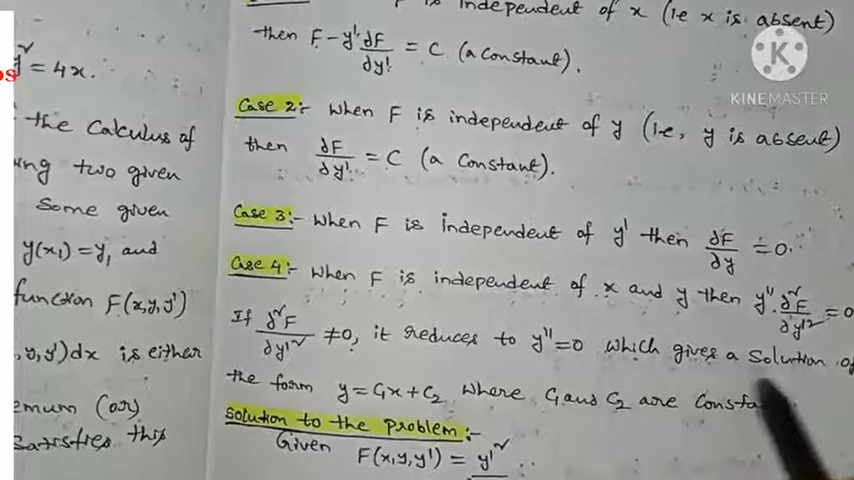 y² = 4x.
the calculus of
two given
Some given
y(x₁) = y₁ and
function F(x,y,y')
, y, y')dx is either
(or)
satisfies this
F is independent of x (ie x is absent)
then F - y' ∂F/∂y' = C (a constant).
Case 2:- When F is independent of y (i.e, y is absent)
then ∂F/∂y' = C (a constant).
Case 3:- When F is independent of y' then ∂F/∂y = 0.
Case 4:- When F is independent of x and y then y''. ∂²F/∂y'² = 0
If ∂²F/∂y'² ≠ 0, it reduces to y'' = 0 which gives a solution of
the form y = C₁x + C₂ where C₁ and C₂ are
Solution to the problem:-
Given F(x,y,y') = y'²
KINEMASTER